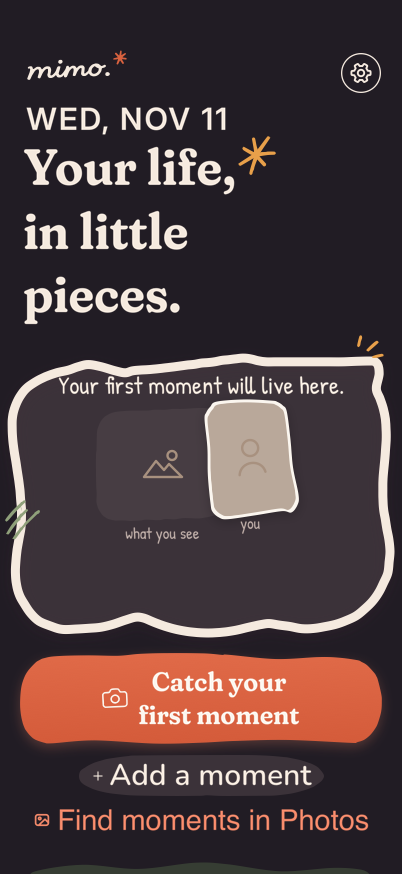 mimo.
WED, NOV 11
Your life,
in little
pieces.
Your first moment will live here.
what you see
you
Catch your
first moment
+ Add a moment
Find moments in Photos